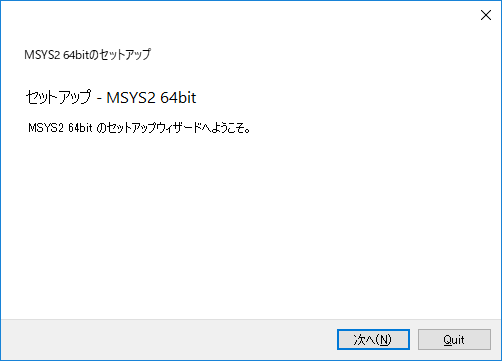 MSYS2 64bitのセットアップ
セットアップ - MSYS2 64bit
MSYS2 64bit のセットアップウィザードへようこそ。
次へ(N) Quit